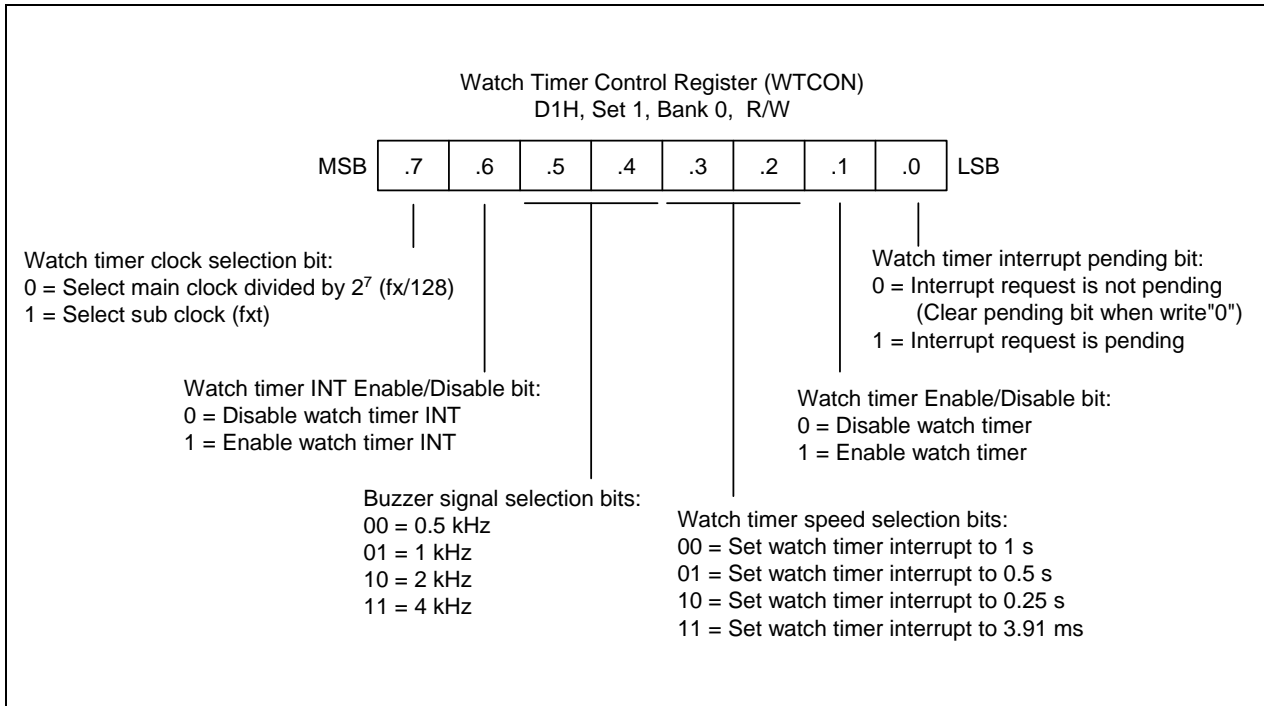 Watch Timer Control Register (WTCON)
D1H, Set 1, Bank 0, R/W
MSB .7 .6 .5 .4 .3 .2 .1 .0 LSB
Watch timer clock selection bit:
0 = Select main clock divided by 2⁷ (fx/128)
1 = Select sub clock (fxt)
Watch timer interrupt pending bit:
0 = Interrupt request is not pending
(Clear pending bit when write"0")
1 = Interrupt request is pending
Watch timer INT Enable/Disable bit:
0 = Disable watch timer INT
1 = Enable watch timer INT
Watch timer Enable/Disable bit:
0 = Disable watch timer
1 = Enable watch timer
Buzzer signal selection bits:
00 = 0.5 kHz
01 = 1 kHz
10 = 2 kHz
11 = 4 kHz
Watch timer speed selection bits:
00 = Set watch timer interrupt to 1 s
01 = Set watch timer interrupt to 0.5 s
10 = Set watch timer interrupt to 0.25 s
11 = Set watch timer interrupt to 3.91 ms